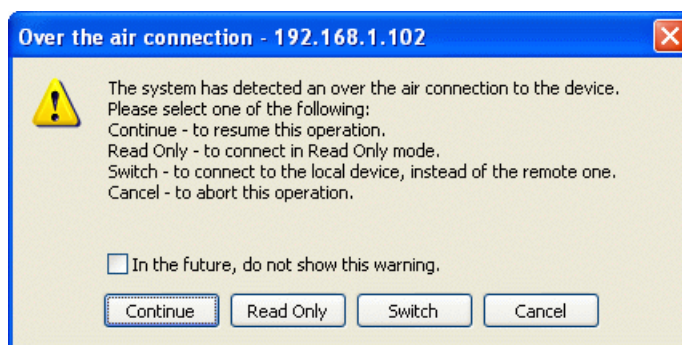 Over the air connection - 192.168.1.102
The system has detected an over the air connection to the device.
Please select one of the following:
Continue - to resume this operation.
Read Only - to connect in Read Only mode.
Switch - to connect to the local device, instead of the remote one.
Cancel - to abort this operation.
In the future, do not show this warning.
Continue Read Only Switch Cancel